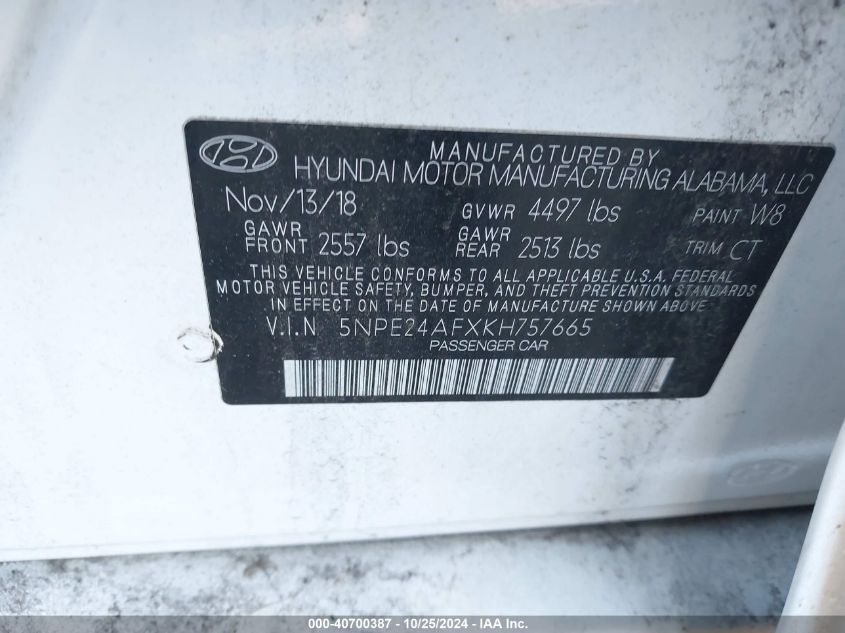 MANUFACTURED BY
HYUNDAI MOTOR MANUFACTURING ALABAMA, LLC
Nov/13/18 GVWR 4497 lbs PAINT W8
GAWR FRONT 2557 lbs GAWR REAR 2513 lbs TRIM CT
THIS VEHICLE CONFORMS TO ALL APPLICABLE U.S.A. FEDERAL
MOTOR VEHICLE SAFETY, BUMPER, AND THEFT PREVENTION STANDARDS
IN EFFECT ON THE DATE OF MANUFACTURE SHOWN ABOVE
V.I.N 5NPE24AFXKH757665
PASSENGER CAR
000-40700387 - 10/25/2024 - IAA Inc.